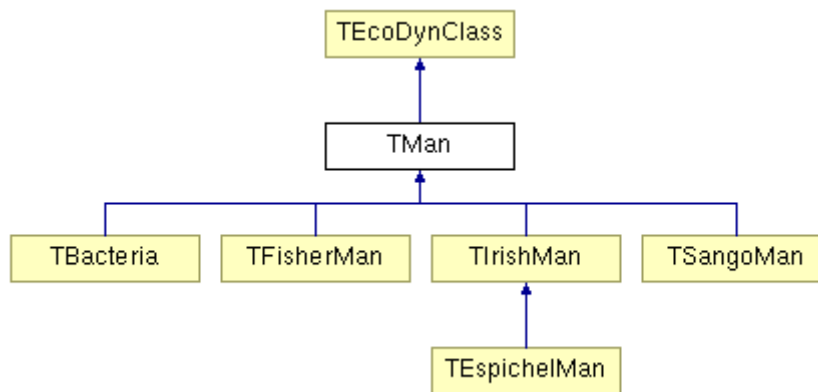 TEcoDynClass
TMan
TBacteria
TFisherMan
TIrishMan
TSangoMan
TEspichelMan